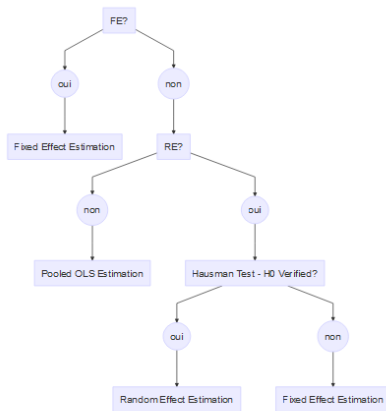 FE?
oui
non
Fixed Effect Estimation
RE?
non
oui
Pooled OLS Estimation
Hausman Test - H0 Verified?
oui
non
Random Effect Estimation
Fixed Effect Estimation